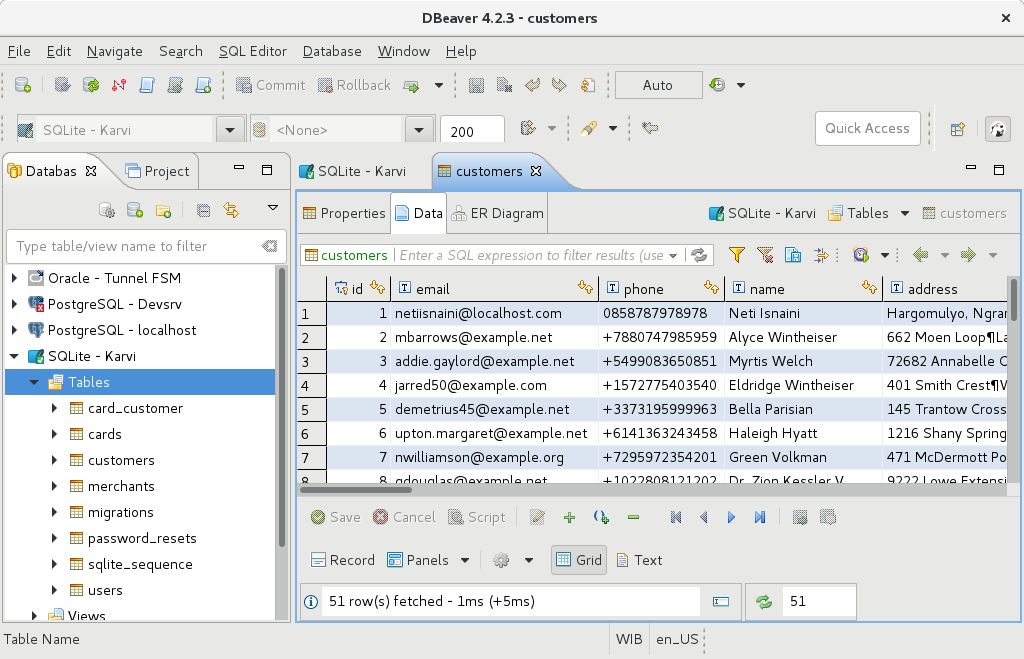 DBeaver 4.2.3 - customers
File Edit Navigate Search SQL Editor Database Window Help
Commit Rollback Auto
SQLite - Karvi <None> 200 Quick Access
Databas Project
Type table/view name to filter
Oracle - Tunnel FSM
PostgreSQL - Devsrv
PostgreSQL - localhost
SQLite - Karvi
Tables
card_customer
cards
customers
merchants
migrations
password_resets
sqlite_sequence
users
Views
SQLite - Karvi customers
Properties Data ER Diagram SQLite - Karvi Tables customers
customers Enter a SQL expression to filter results (use
id email phone name address
1 1 netiisnaini@localhost.com 0858787978978 Neti Isnaini Hargomulyo, Ngran
2 2 mbarrows@example.net +7880747985959 Alyce Wintheiser 662 Moen Loop¶La
3 3 addie.gaylord@example.net +5499083650851 Myrtis Welch 72682 Annabelle C
4 4 jarred50@example.com +1572775403540 Eldridge Wintheiser 401 Smith Crest¶W
5 5 demetrius45@example.net +3373195999963 Bella Parisian 145 Trantow Cross
6 6 upton.margaret@example.net +6141363243458 Haleigh Hyatt 1216 Shany Spring
7 7 nwilliamson@example.org +7295972354201 Green Volkman 471 McDermott Po
8 8 gdouglas@example.net +1022808121202 Dr. Zion Kessler V 9222 Lowe Extensi
Save Cancel Script
Record Panels Grid Text
51 row(s) fetched - 1ms (+5ms) 51
Table Name WIB en_US